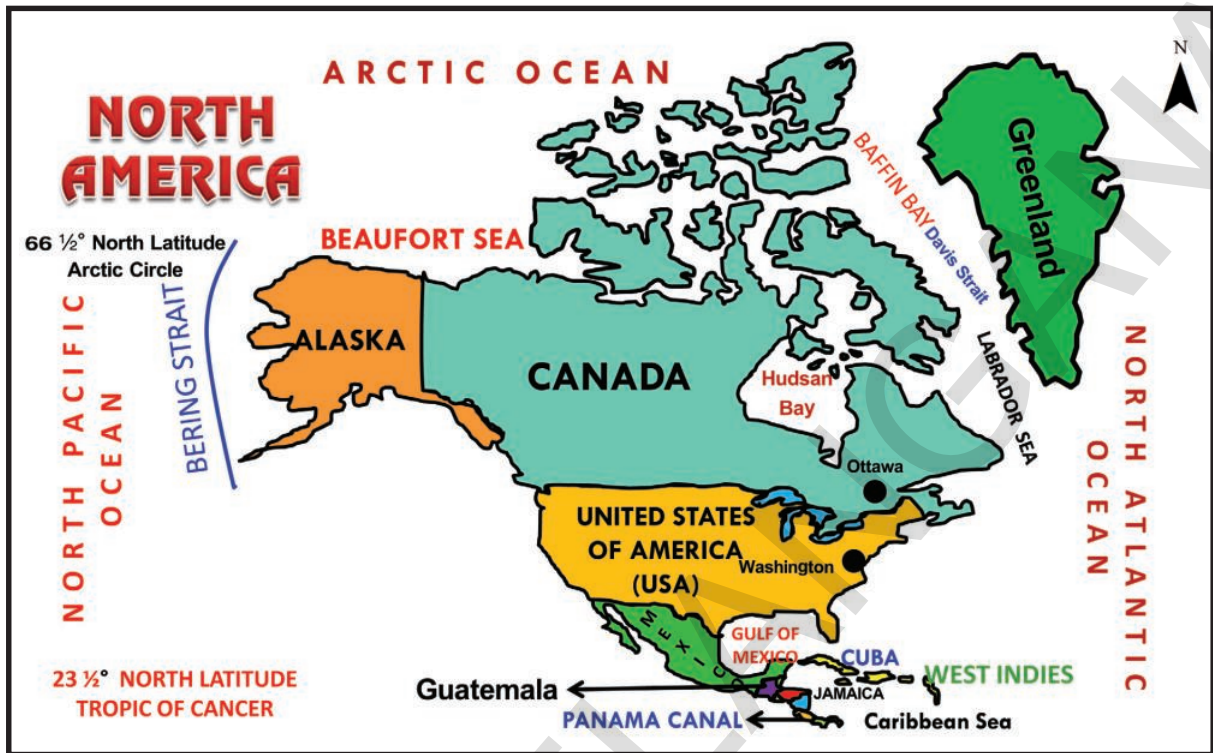 ARCTIC OCEAN
N
NORTH
AMERICA
66 ½° North Latitude
Arctic Circle
BEAUFORT SEA
BAFFIN BAY
Davis Strait
Greenland
NORTH PACIFIC
OCEAN
BERING STRAIT
ALASKA
CANADA
Hudsan
Bay
LABRADOR SEA
NORTH ATLANTIC
OCEAN
Ottawa
UNITED STATES
OF AMERICA
(USA)
Washington
MEXICO
GULF OF
MEXICO
CUBA
WEST INDIES
23 ½° NORTH LATITUDE
TROPIC OF CANCER
Guatemala
JAMAICA
PANAMA CANAL
Caribbean Sea